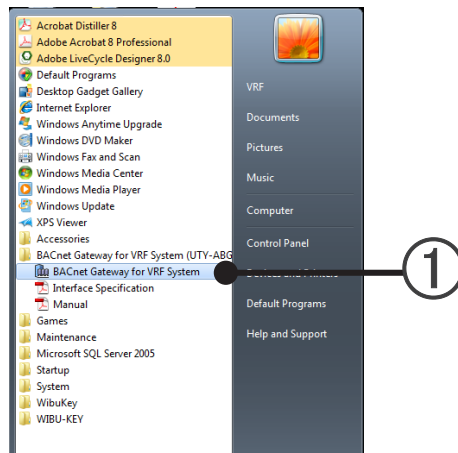 Acrobat Distiller 8
Adobe Acrobat 8 Professional
Adobe LiveCycle Designer 8.0
Default Programs
Desktop Gadget Gallery
Internet Explorer
Windows Anytime Upgrade
Windows DVD Maker
Windows Fax and Scan
Windows Media Center
Windows Media Player
Windows Update
XPS Viewer
Accessories
BACnet Gateway for VRF System (UTY-ABG
BACnet Gateway for VRF System
Interface Specification
Manual
Games
Maintenance
Microsoft SQL Server 2005
Startup
System
WibuKey
WIBU-KEY
VRF
Documents
Pictures
Music
Computer
Control Panel
Devices and Printers
Default Programs
Help and Support
1